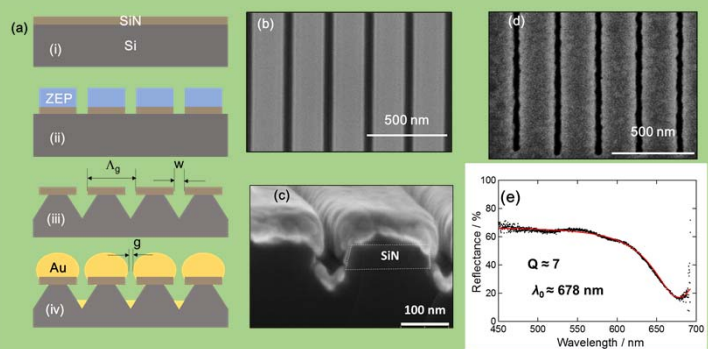 (a)
SiN
Si
(i)
ZEP
(ii)
Λg
w
(iii)
g
Au
(iv)
(b)
500 nm
(c)
SiN
100 nm
(d)
500 nm
(e)
Reflectance / %
100
80
60
40
20
0
Q ≈ 7
λ0 ≈ 678 nm
450 500 550 600 650 700
Wavelength / nm